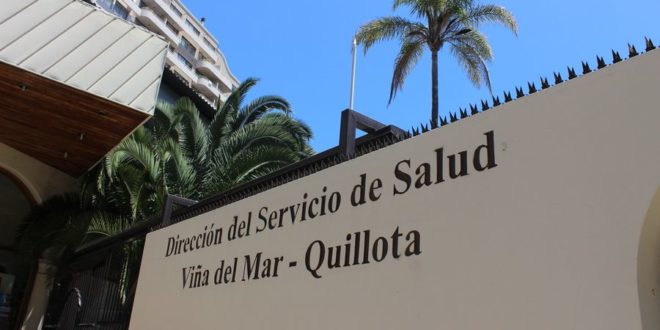 Dirección del Servicio de Salud
Viña del Mar - Quillota